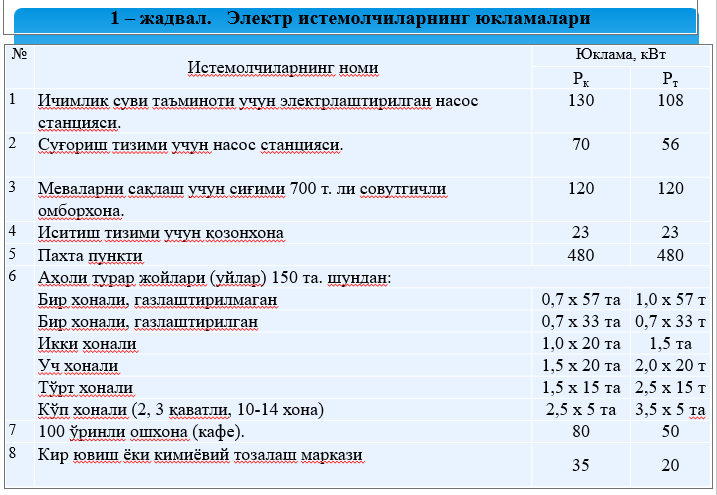 1 – жадвал. Электр истемолчиларнинг юкламалари
№ Истемолчиларнинг номи Юклама, кВт
Рк Рт
1 Ичимлик суви таъминоти учун электрлаштирилган насос станцияси. 130 108
2 Суғориш тизими учун насос станцияси. 70 56
3 Меваларни сақлаш учун сиғими 700 т. ли совутгичли омборхона. 120 120
4 Иситиш тизими учун қозонхона 23 23
5 Пахта пункти 480 480
6 Аҳоли турар жойлари (уйлар) 150 та. шундан:
Бир хонали, газлаштирилмаган 0,7 х 57 та 1,0 х 57 т
Бир хонали, газлаштирилган 0,7 х 33 та 0,7 х 33 т
Икки хонали 1,0 х 20 та 1,5 та
Уч хонали 1,5 х 20 та 2,0 х 20 т
Тўрт хонали 1,5 х 15 та 2,5 х 15 т
Кўп хонали (2, 3 қаватли, 10-14 хона) 2,5 х 5 та 3,5 х 5 та
7 100 ўринли ошхона (кафе). 80 50
8 Кир ювиш ёки кимиёвий тозалаш маркази 35 20